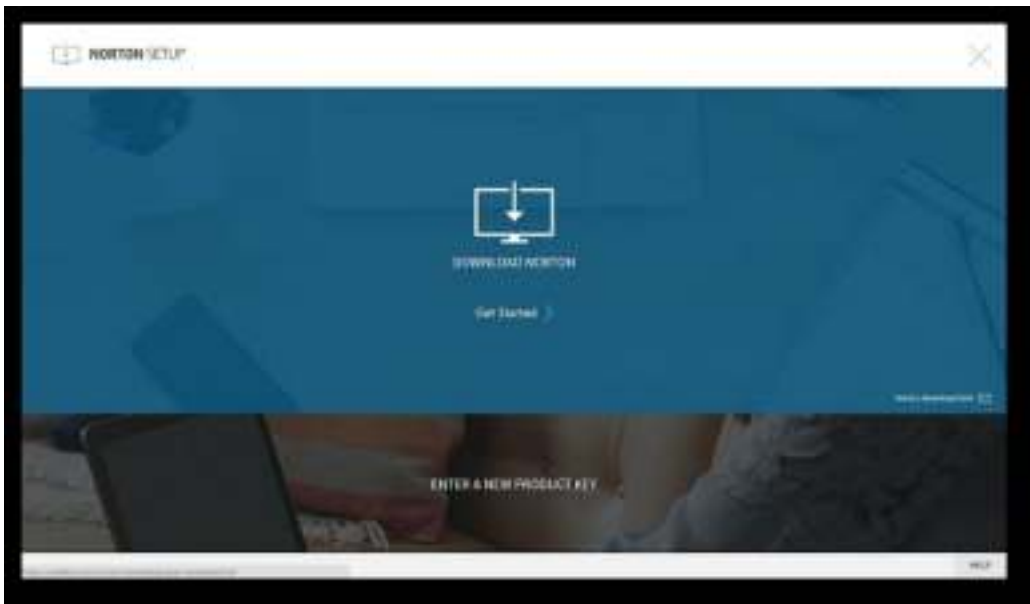 NORTON SETUP
DOWNLOAD NORTON
Get Started
ENTER A NEW PRODUCT KEY
HELP